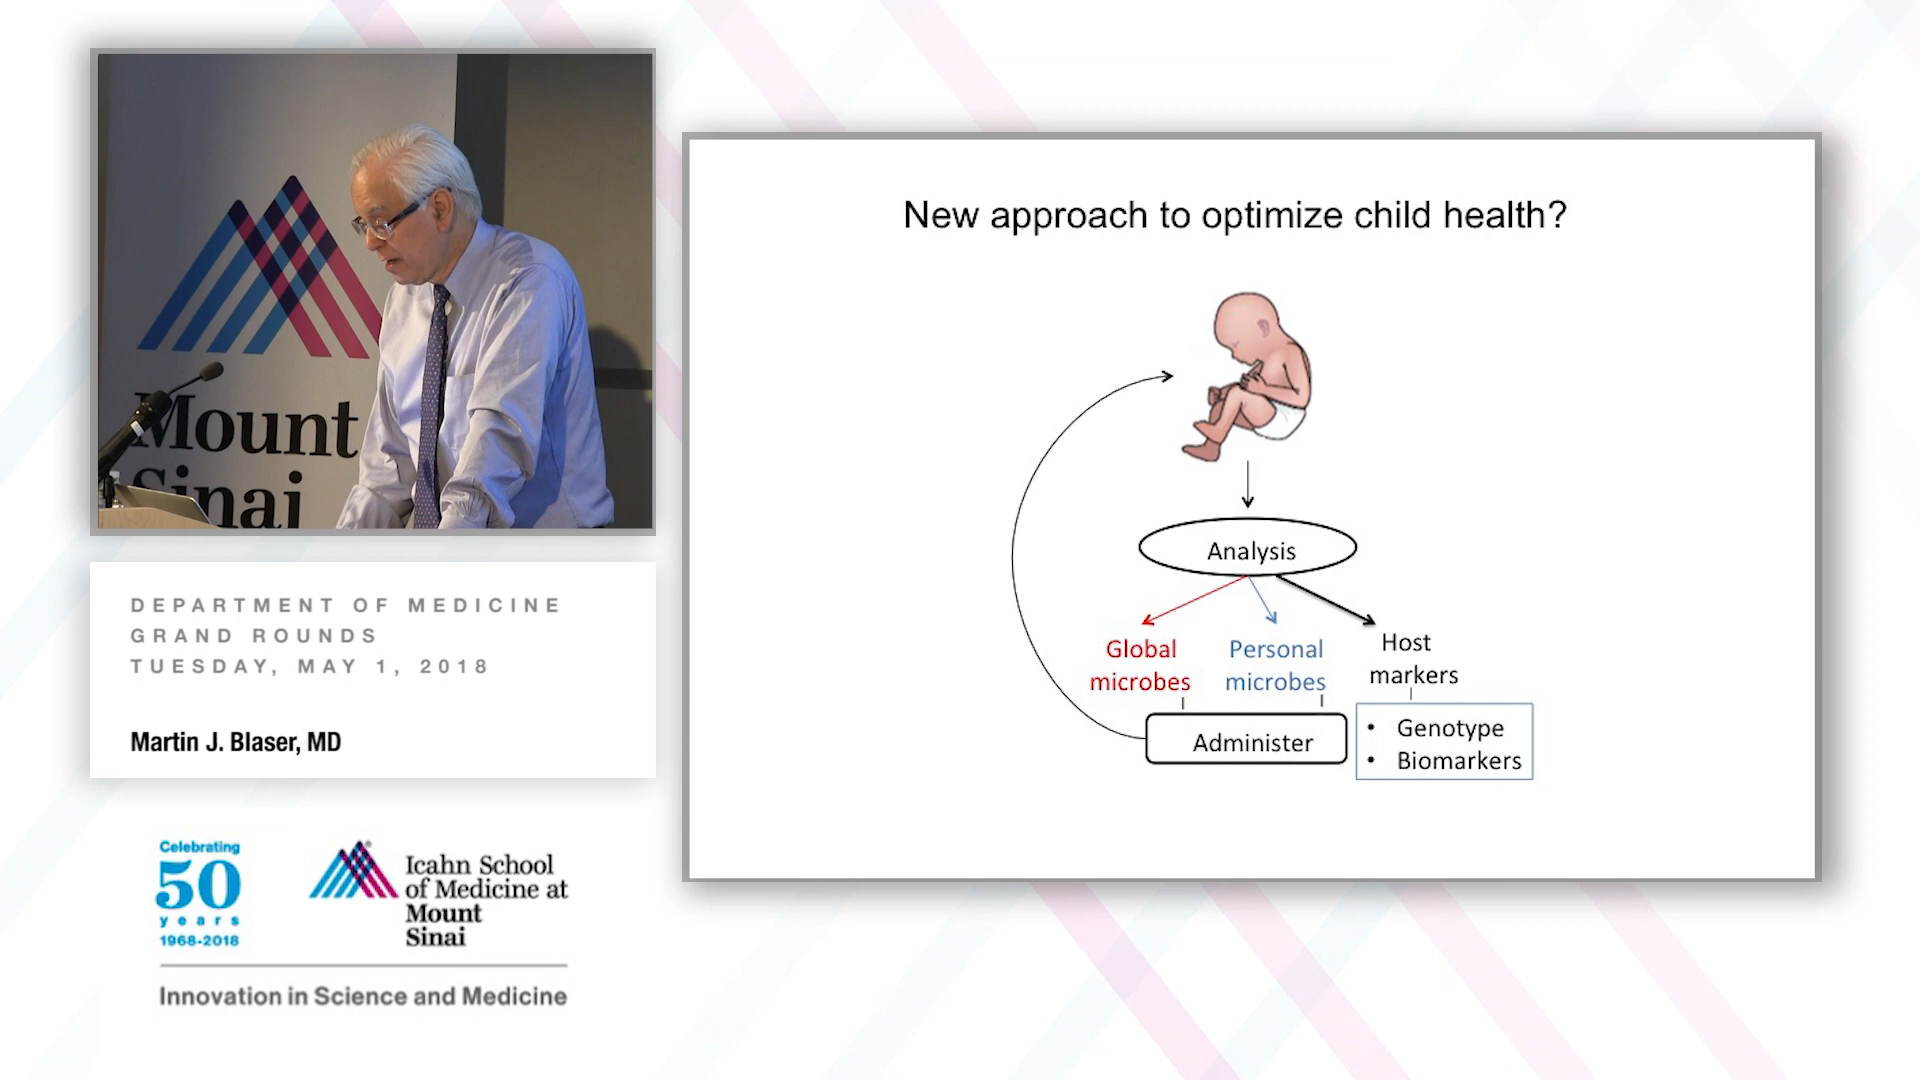 Mount
Sinai
DEPARTMENT OF MEDICINE
GRAND ROUNDS
TUESDAY, MAY 1, 2018
Martin J. Blaser, MD
Celebrating
50
years
1968-2018
Icahn School
of Medicine at
Mount
Sinai
Innovation in Science and Medicine
New approach to optimize child health?
Analysis
Global
microbes
Personal
microbes
Host
markers
Administer
• Genotype
• Biomarkers